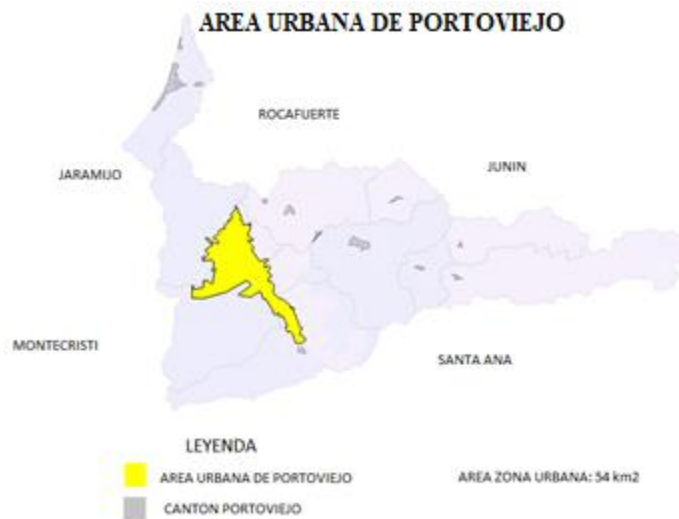 AREA URBANA DE PORTOVIEJO
ROCAFUERTE
JUNIN
JARAMIJO
MONTECRISTI
SANTA ANA
LEYENDA
AREA URBANA DE PORTOVIEJO
AREA ZONA URBANA: 54 km2
CANTON PORTOVIEJO